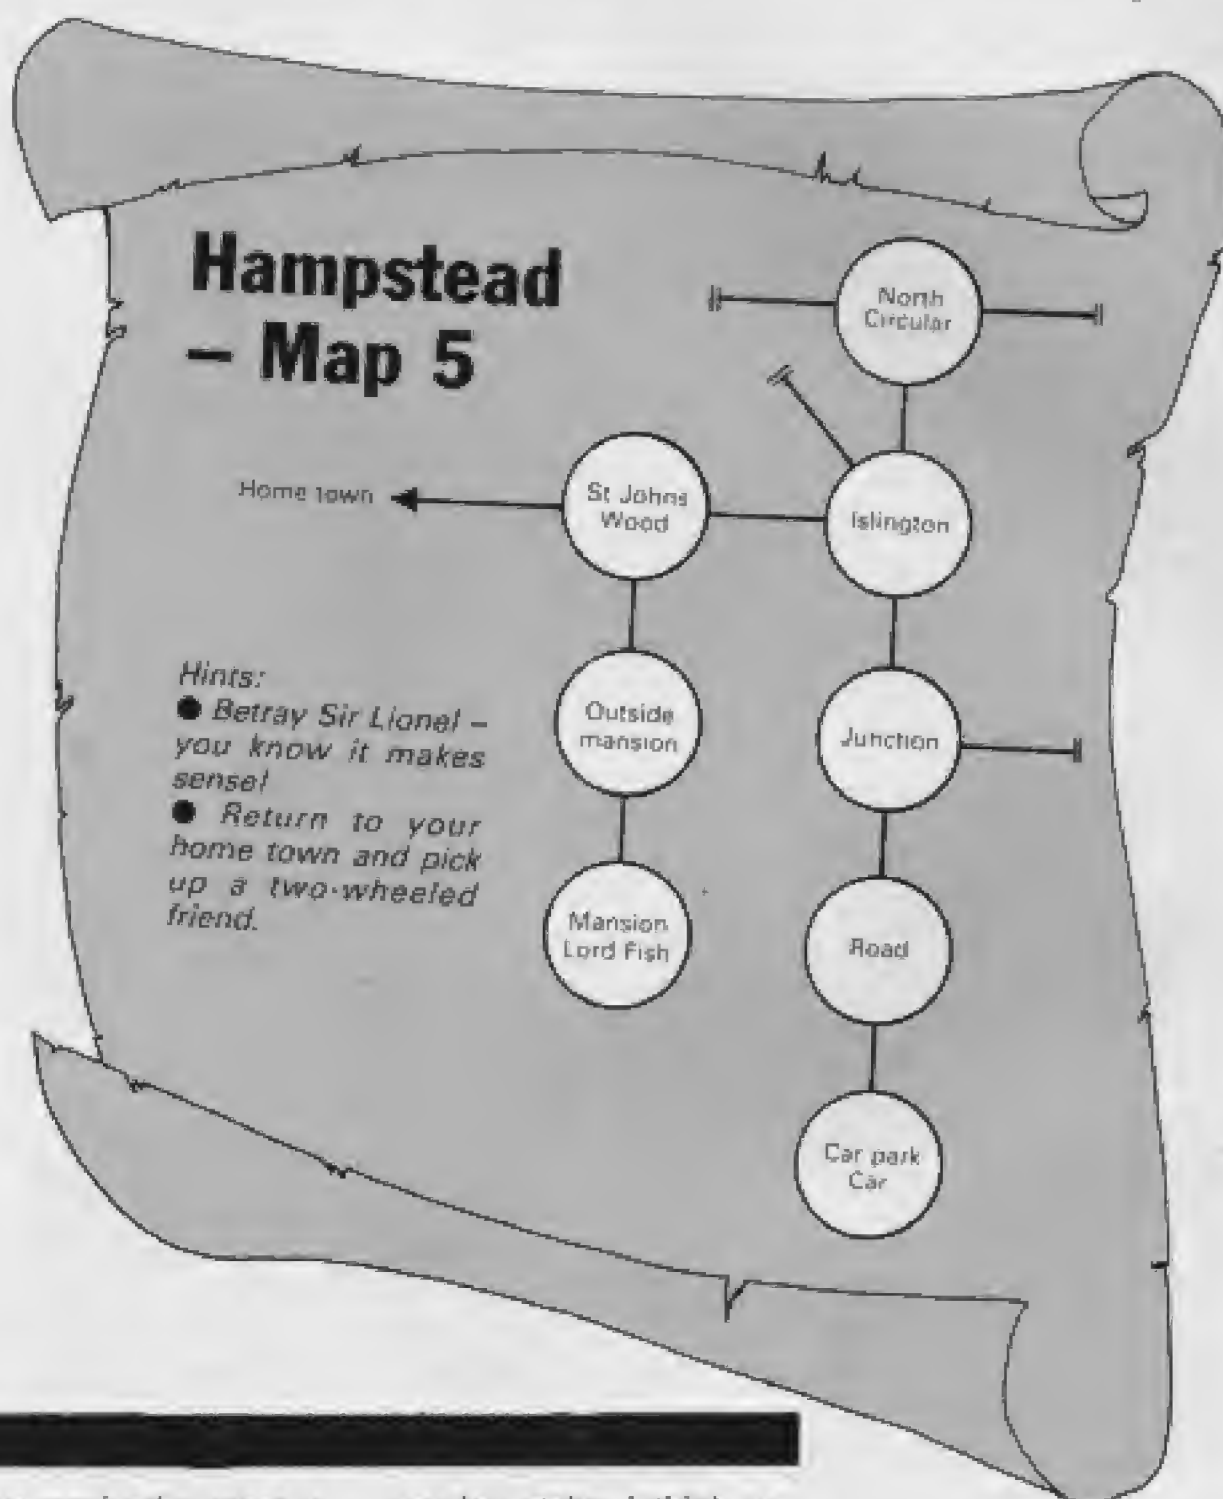 Hampstead
– Map 5
North
Circular
Home town
St Johns
Wood
Islington
Hints:
● Betray Sir Lionel –
you know it makes
sense!
● Return to your
home town and pick
up a two-wheeled
friend.
Outside
mansion
Junction
Mansion
Lord Fish
Road
Car park
Car